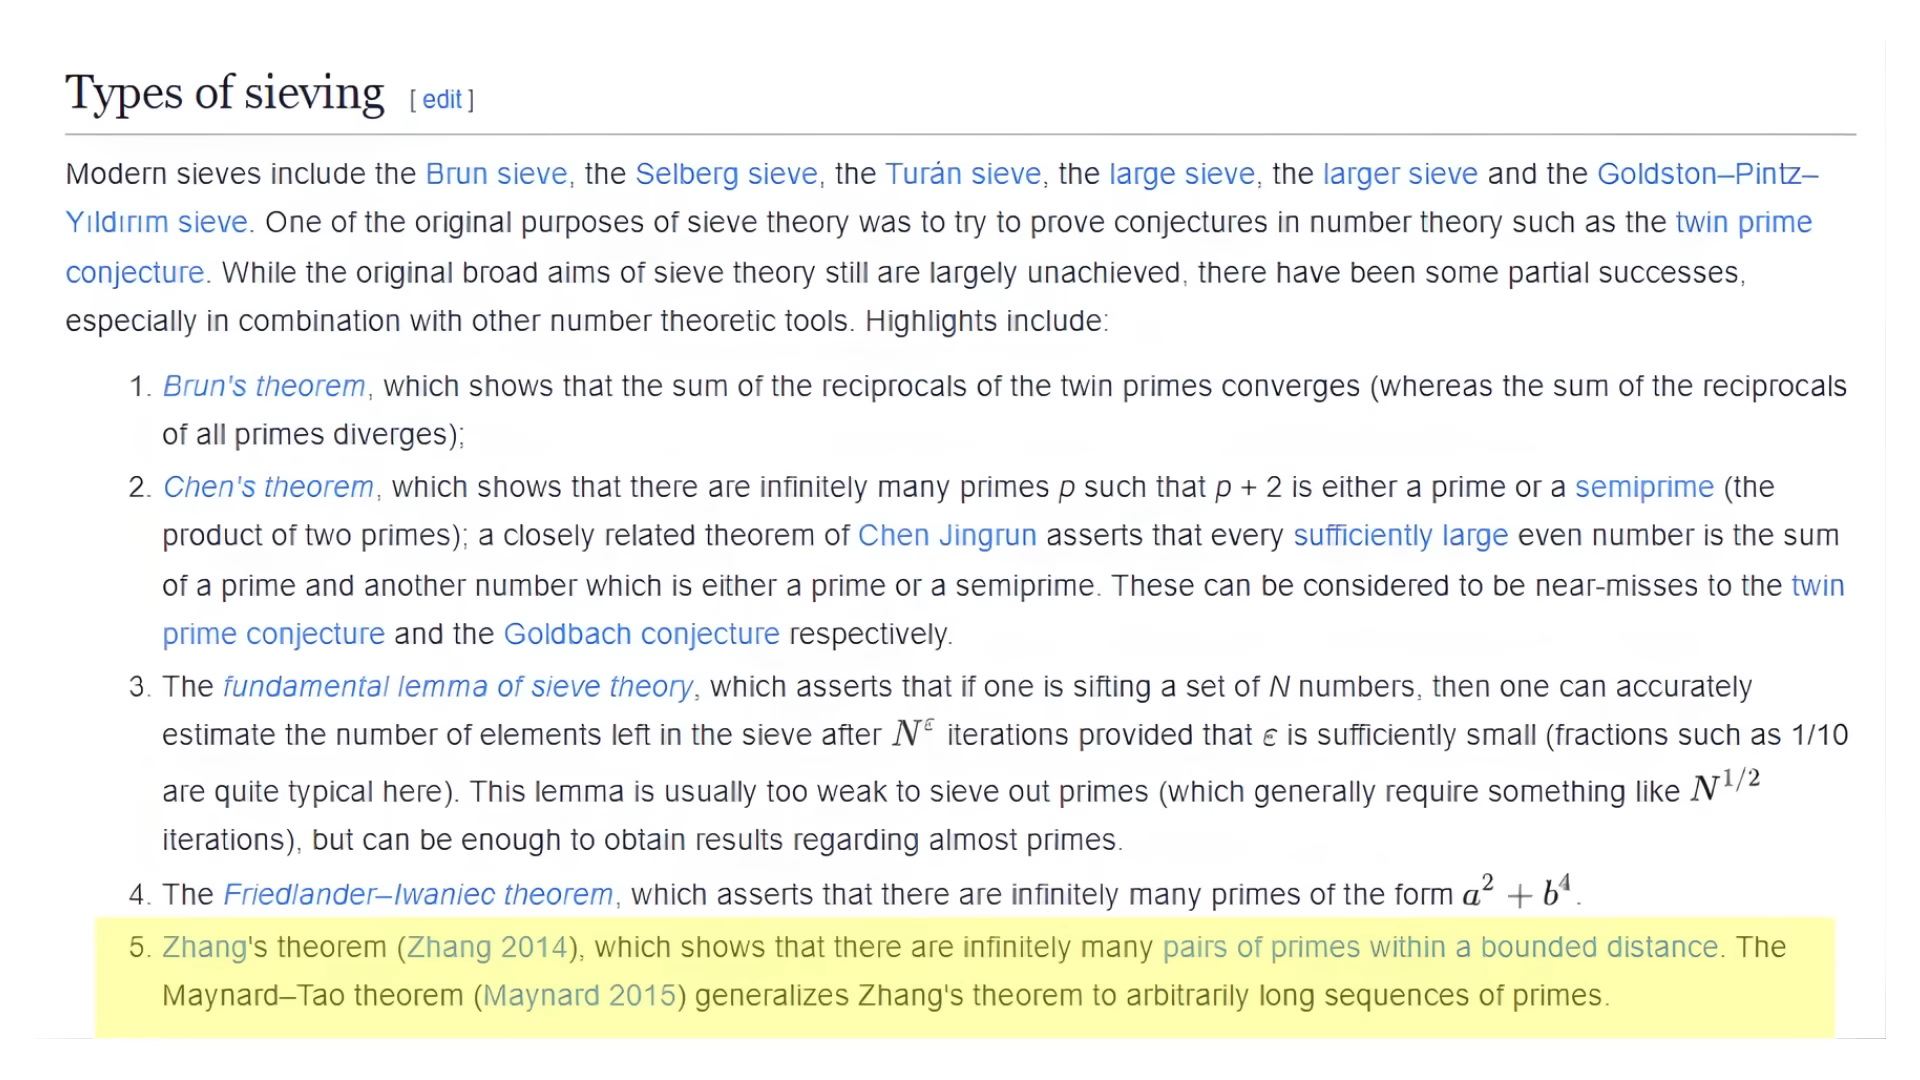 Types of sieving [ edit ]
Modern sieves include the Brun sieve, the Selberg sieve, the Turán sieve, the large sieve, the larger sieve and the Goldston–Pintz–
Yıldırım sieve. One of the original purposes of sieve theory was to try to prove conjectures in number theory such as the twin prime
conjecture. While the original broad aims of sieve theory still are largely unachieved, there have been some partial successes,
especially in combination with other number theoretic tools. Highlights include:
1. Brun's theorem, which shows that the sum of the reciprocals of the twin primes converges (whereas the sum of the reciprocals
of all primes diverges);
2. Chen's theorem, which shows that there are infinitely many primes p such that p + 2 is either a prime or a semiprime (the
product of two primes); a closely related theorem of Chen Jingrun asserts that every sufficiently large even number is the sum
of a prime and another number which is either a prime or a semiprime. These can be considered to be near-misses to the twin
prime conjecture and the Goldbach conjecture respectively.
3. The fundamental lemma of sieve theory, which asserts that if one is sifting a set of N numbers, then one can accurately
estimate the number of elements left in the sieve after N^ε iterations provided that ε is sufficiently small (fractions such as 1/10
are quite typical here). This lemma is usually too weak to sieve out primes (which generally require something like N^1/2
iterations), but can be enough to obtain results regarding almost primes.
4. The Friedlander–Iwaniec theorem, which asserts that there are infinitely many primes of the form a² + b⁴.
5. Zhang's theorem (Zhang 2014), which shows that there are infinitely many pairs of primes within a bounded distance. The
Maynard–Tao theorem (Maynard 2015) generalizes Zhang's theorem to arbitrarily long sequences of primes.